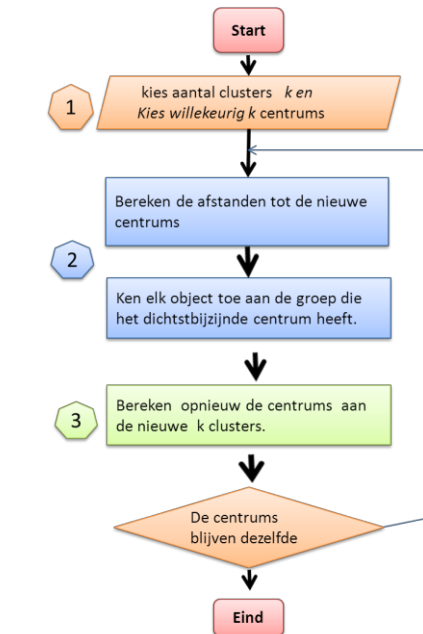 Start
1
kies aantal clusters k en
Kies willekeurig k centrums
Bereken de afstanden tot de nieuwe
centrums
2
Ken elk object toe aan de groep die
het dichtstbijzijnde centrum heeft.
3
Bereken opnieuw de centrums aan
de nieuwe k clusters.
De centrums
blijven dezelfde
Eind